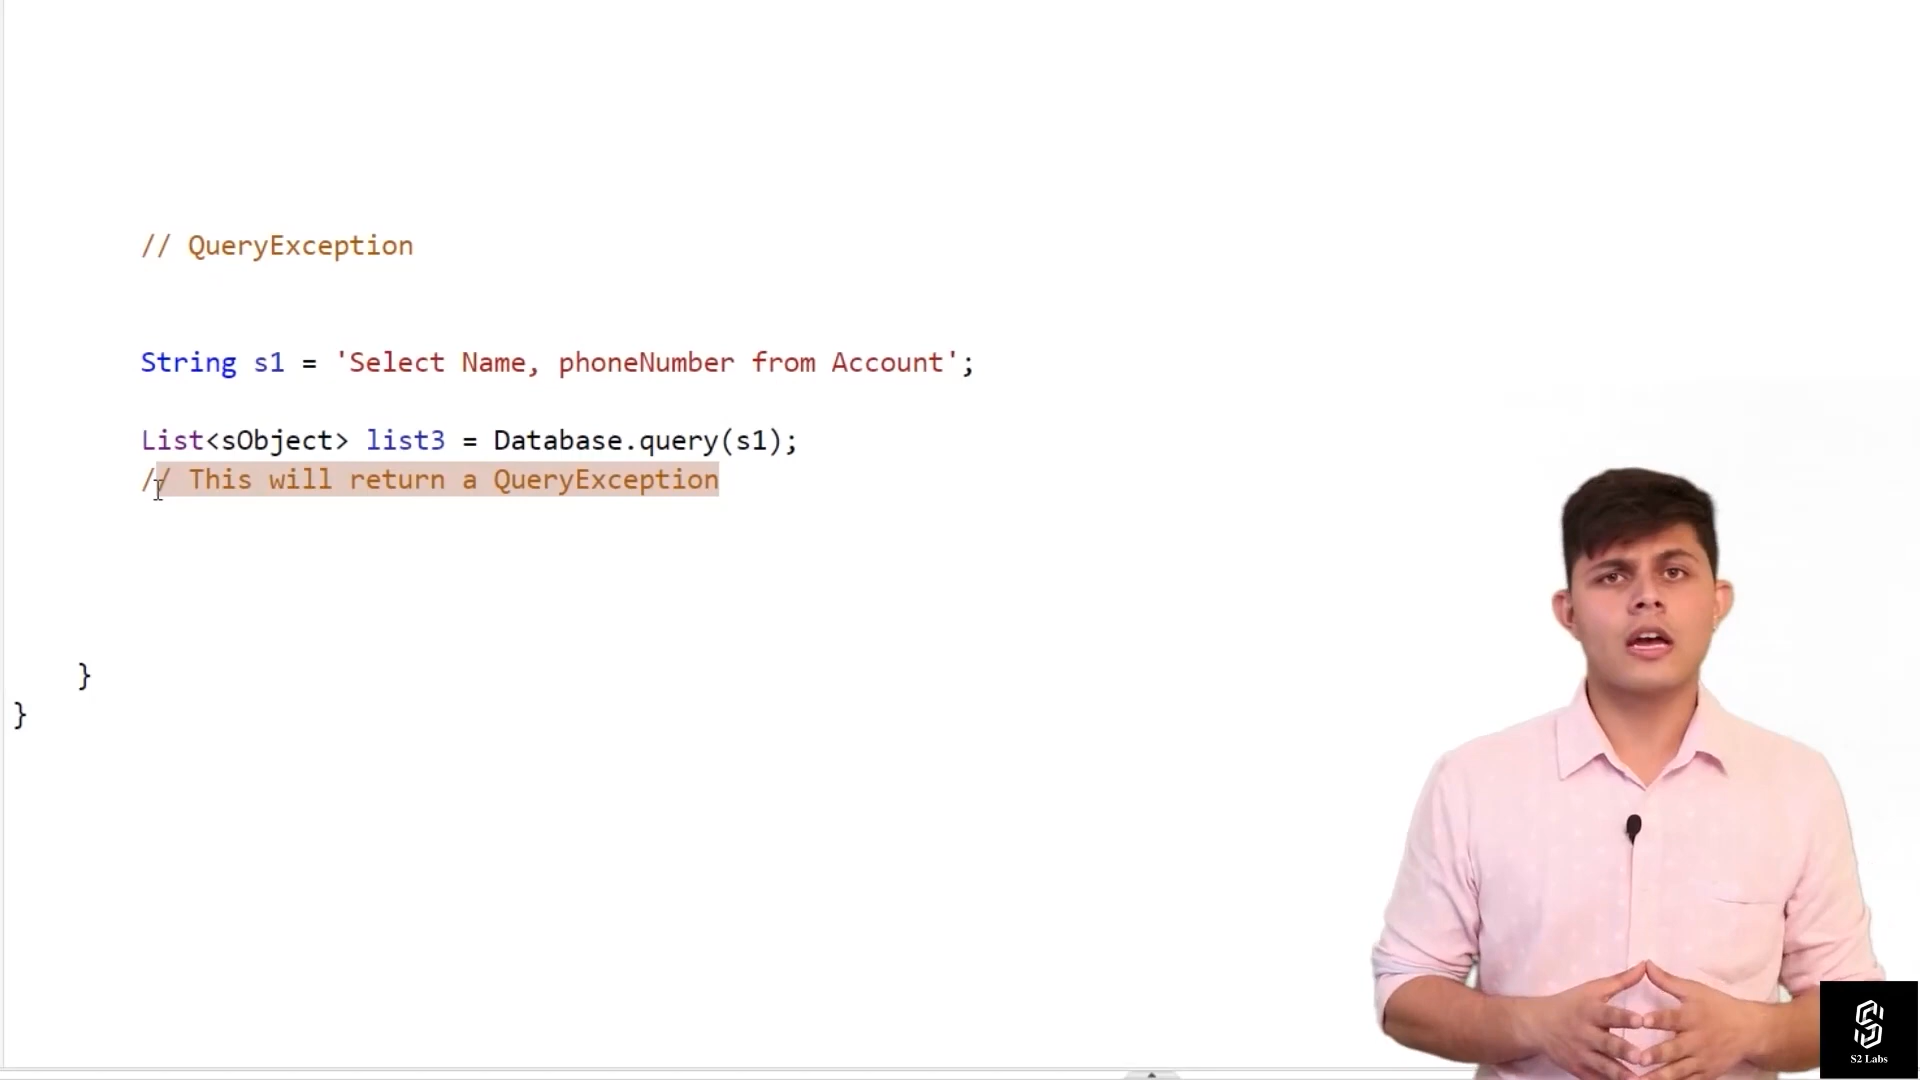 // QueryException
String s1 = 'Select Name, phoneNumber from Account';
List<sObject> list3 = Database.query(s1);
// This will return a QueryException
}
}
S2 Labs